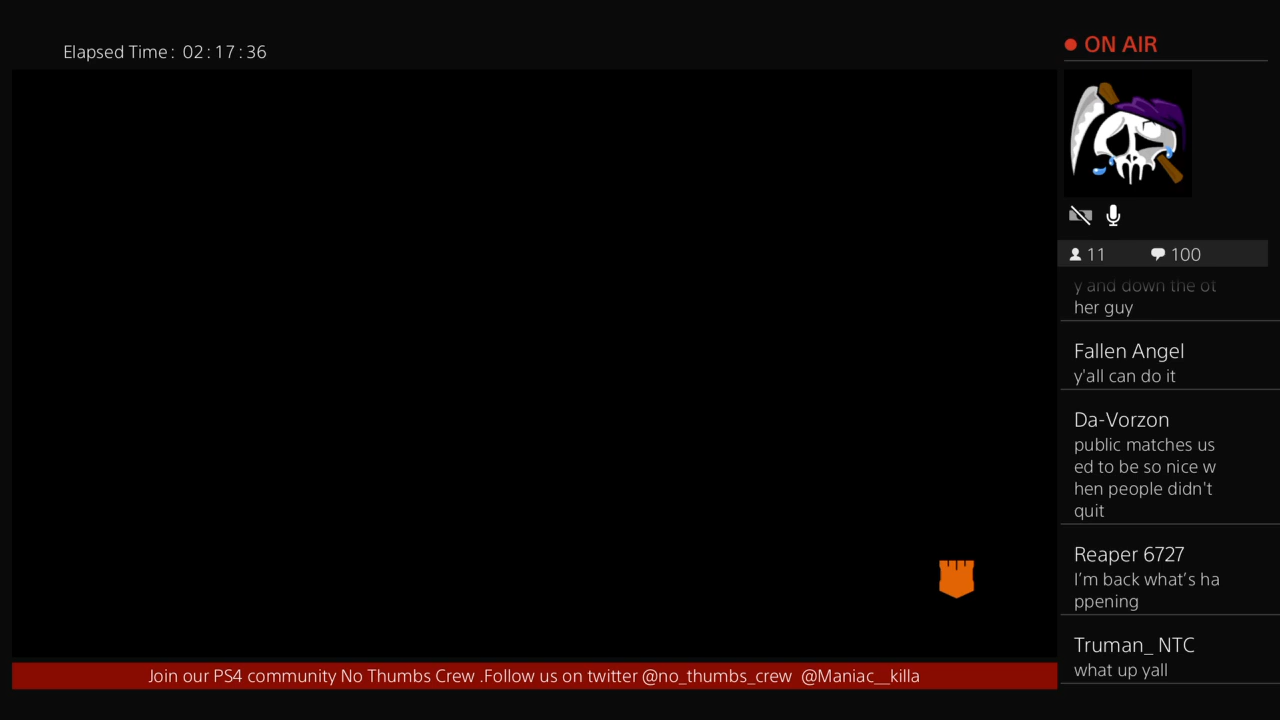 Elapsed Time: 02:17:36
ON AIR
11 100
y and down the ot
her guy
Fallen Angel
y'all can do it
Da-Vorzon
public matches us
ed to be so nice w
hen people didn't
quit
Reaper 6727
I’m back what’s ha
ppening
Truman_ NTC
what up yall
Join our PS4 community No Thumbs Crew .Follow us on twitter @no_thumbs_crew @Maniac__killa